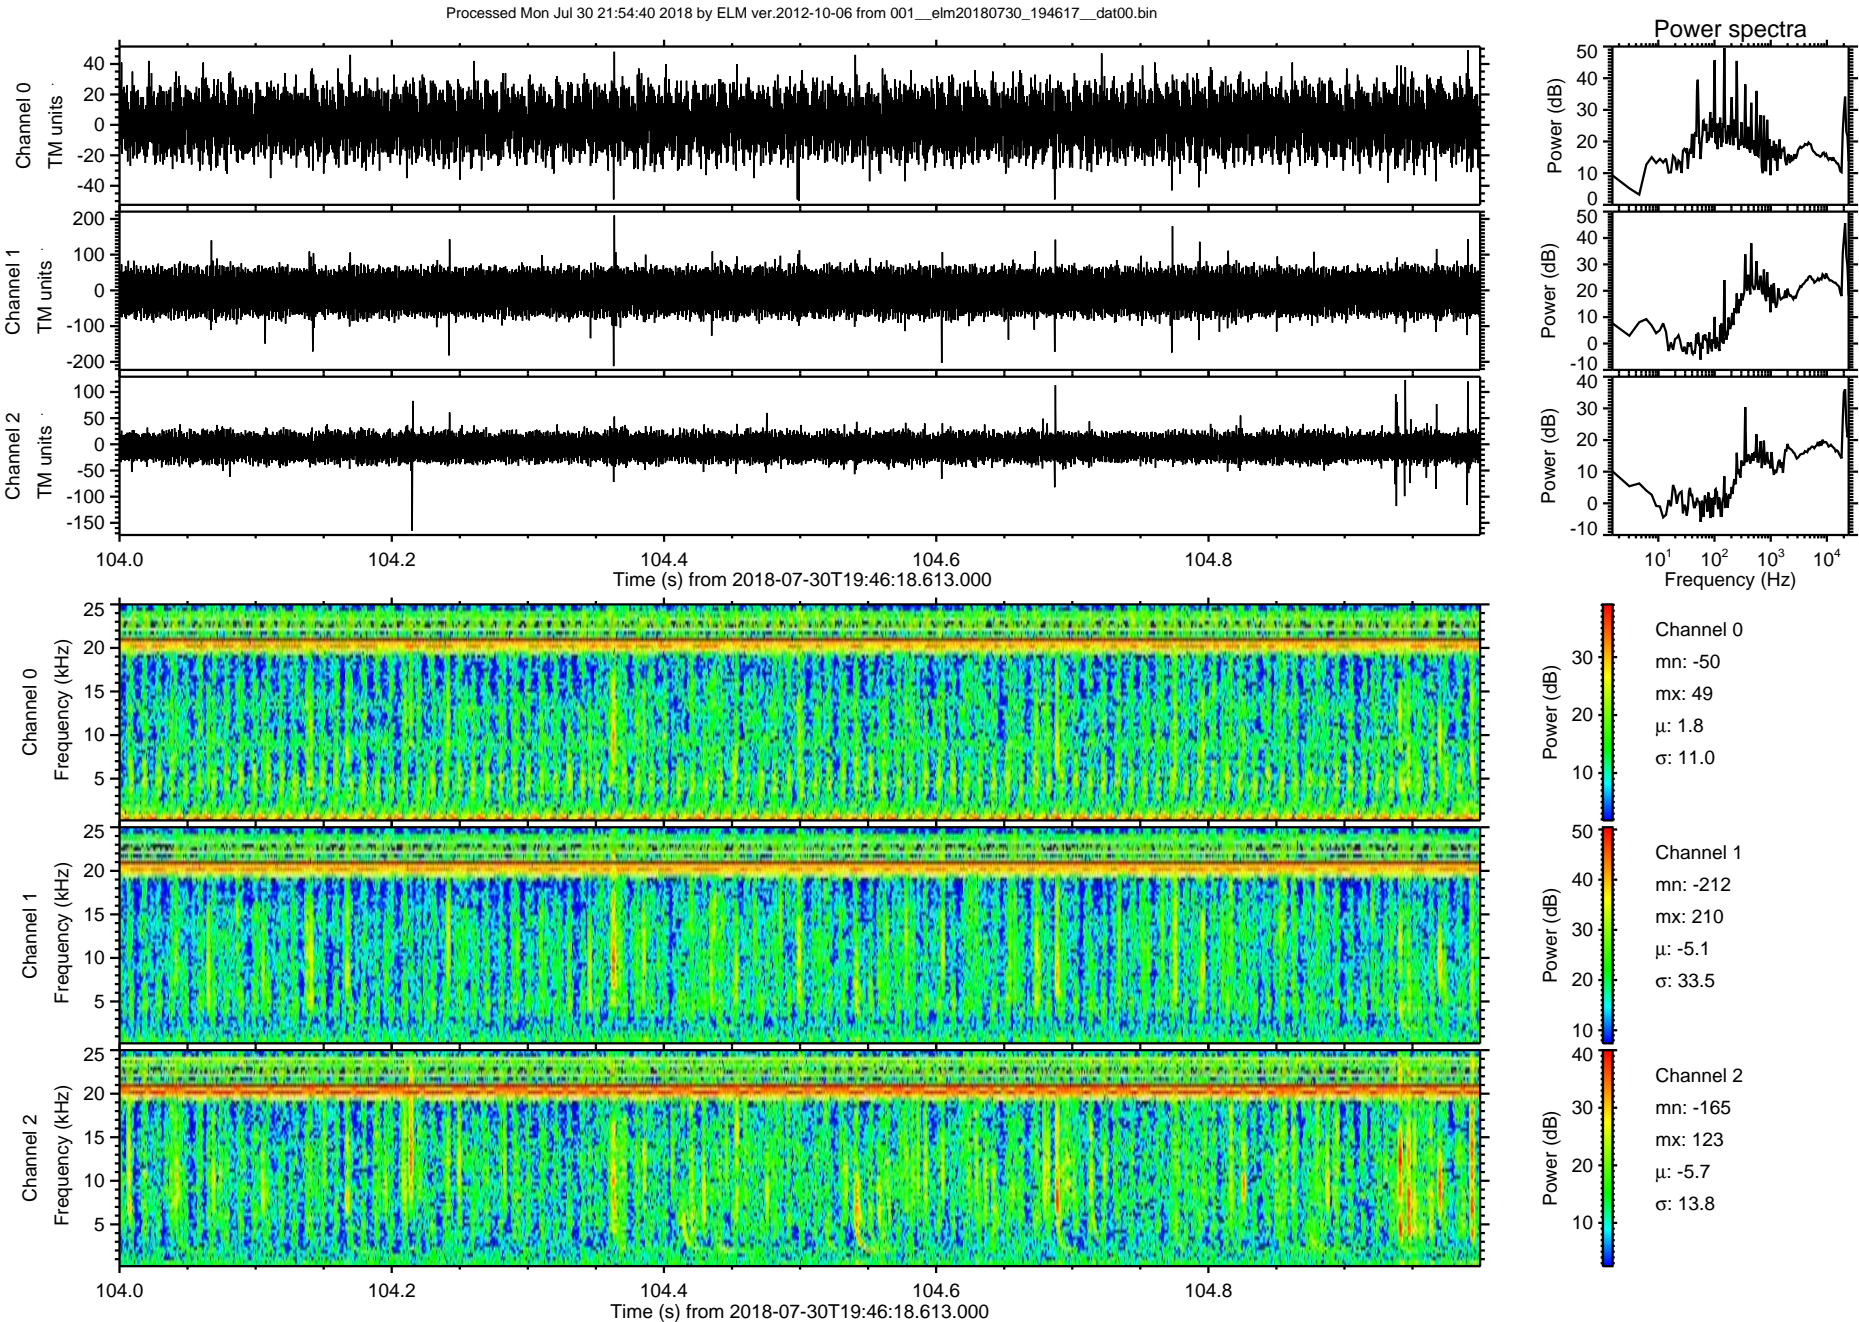 Processed Mon Jul 30 21:54:40 2018 by ELM ver.2012-10-06 from 001__elm20180730_194617__dat00.bin
Power spectra
Channel 0
TM units
40
20
0
-20
-40
Power (dB)
50
40
30
20
10
0
Channel 1
TM units
200
100
0
-100
-200
Power (dB)
50
40
30
20
10
0
-10
Channel 2
TM units
100
50
0
-50
-100
-150
Power (dB)
40
30
20
10
0
-10
104.0 104.2 104.4 104.6 104.8
Time (s) from 2018-07-30T19:46:18.613.000
10^1 10^2 10^3 10^4
Frequency (Hz)
Channel 0
Frequency (kHz)
25
20
15
10
5
Power (dB)
30
20
10
Channel 0
mn: -50
mx: 49
μ: 1.8
σ: 11.0
Channel 1
Frequency (kHz)
25
20
15
10
5
Power (dB)
50
40
30
20
10
Channel 1
mn: -212
mx: 210
μ: -5.1
σ: 33.5
Channel 2
Frequency (kHz)
25
20
15
10
5
Power (dB)
40
30
20
10
Channel 2
mn: -165
mx: 123
μ: -5.7
σ: 13.8
104.0 104.2 104.4 104.6 104.8
Time (s) from 2018-07-30T19:46:18.613.000